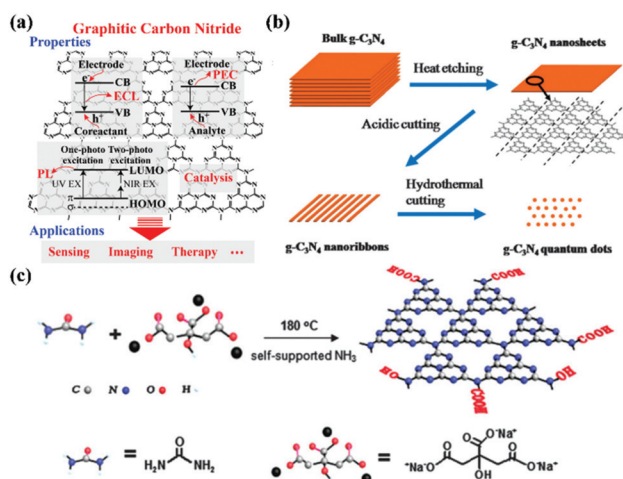 (a)
Graphitic Carbon Nitride
Properties
Electrode
e⁻
CB
ECL
VB
h⁺
Coreactant
Electrode
e⁻
PEC
CB
VB
h⁺
Analyte
One-photo Two-photo
excitation excitation
PL
LUMO
UV EX
NIR EX
π
σ
HOMO
Catalysis
Applications
Sensing Imaging Therapy ···
(b)
Bulk g-C₃N₄
Heat etching
g-C₃N₄ nanosheets
Acidic cutting
Hydrothermal
cutting
g-C₃N₄ nanoribbons
g-C₃N₄ quantum dots
(c)
+
180 °C
self-supported NH₃
COOH
COOH
COOH
COOH
HO
OH
COOH
C N O H
=
O
H₂N NH₂
=
O
O⁻Na⁺
⁺Na⁻O
O
OH
O
O⁻Na⁺